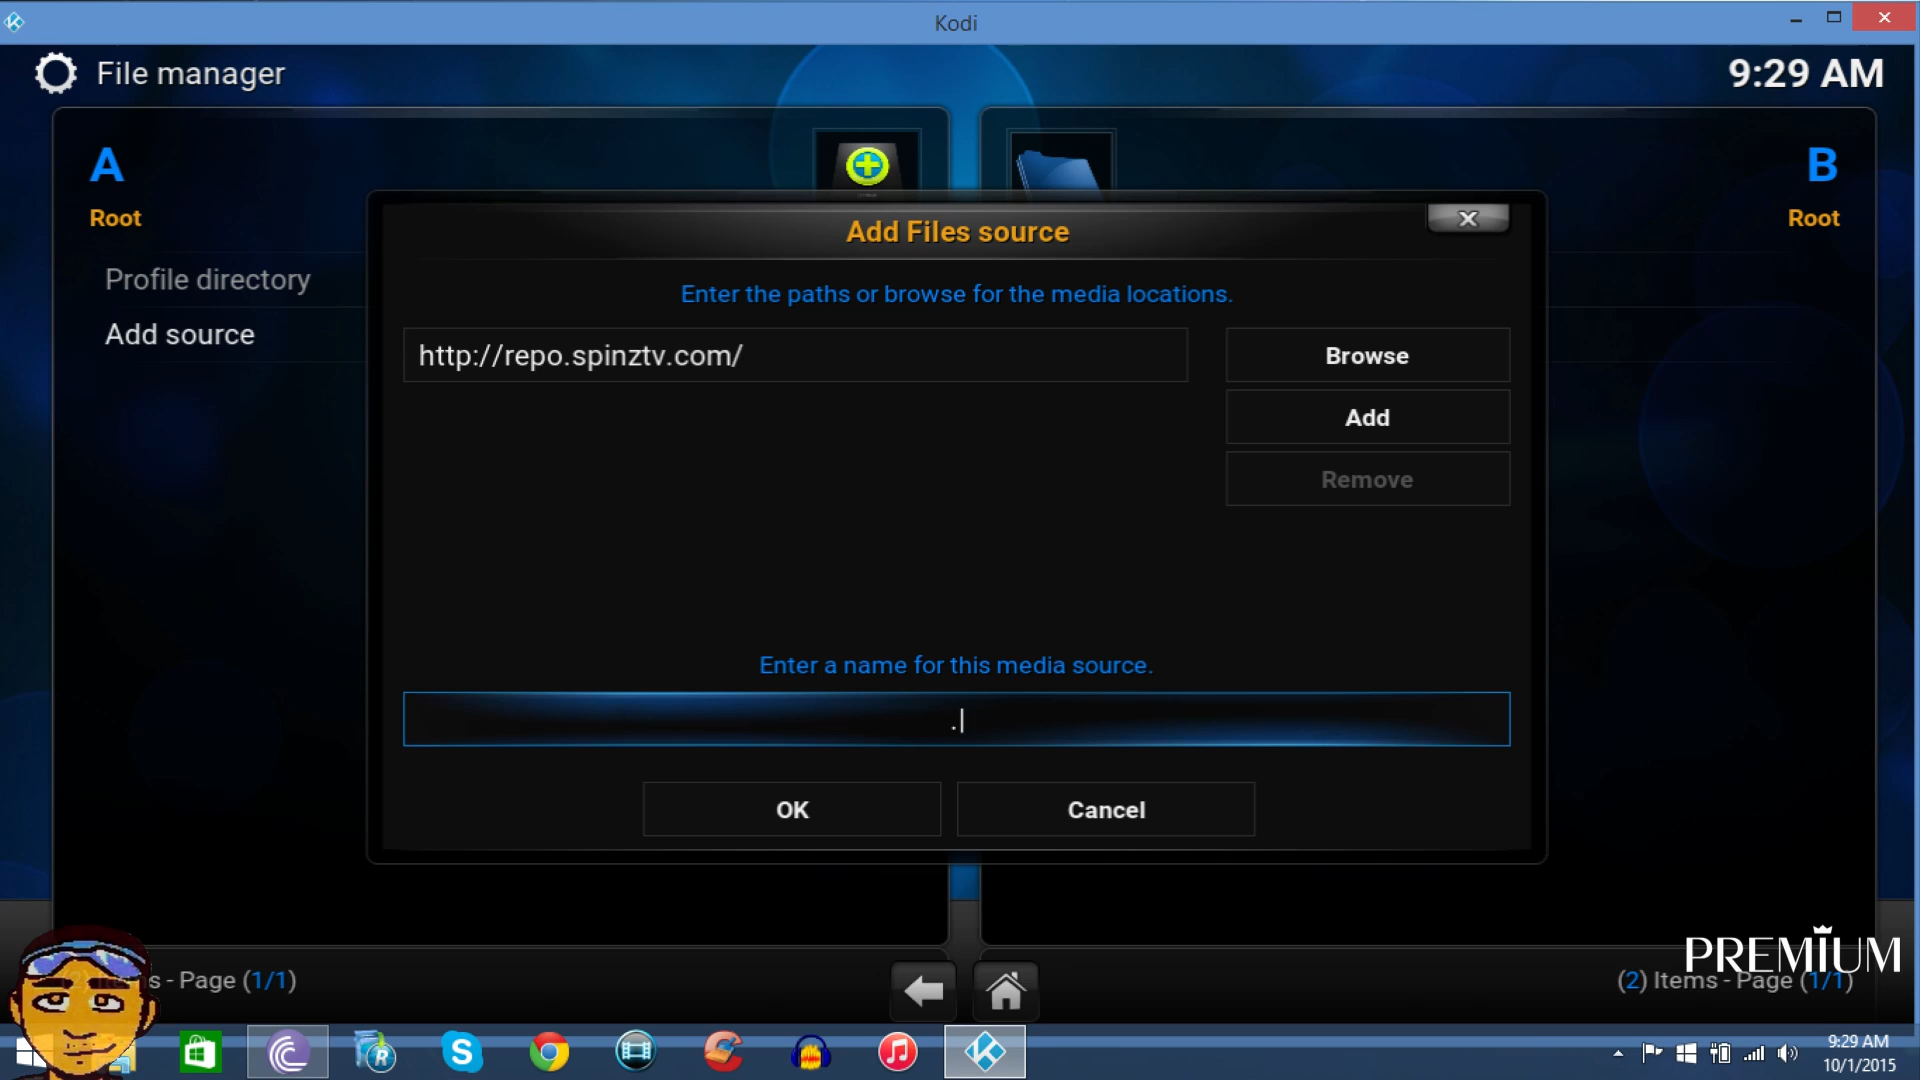 Kodi
File manager
9:29 AM
A
B
Root
Root
Add Files source
Profile directory
Enter the paths or browse for the media locations.
Add source
http://repo.spinztv.com/
Browse
Add
Remove
Enter a name for this media source.
.
OK
Cancel
PREMIUM
s - Page (1/1)
(2) Items - Page (1/1)
9:29 AM
10/1/2015